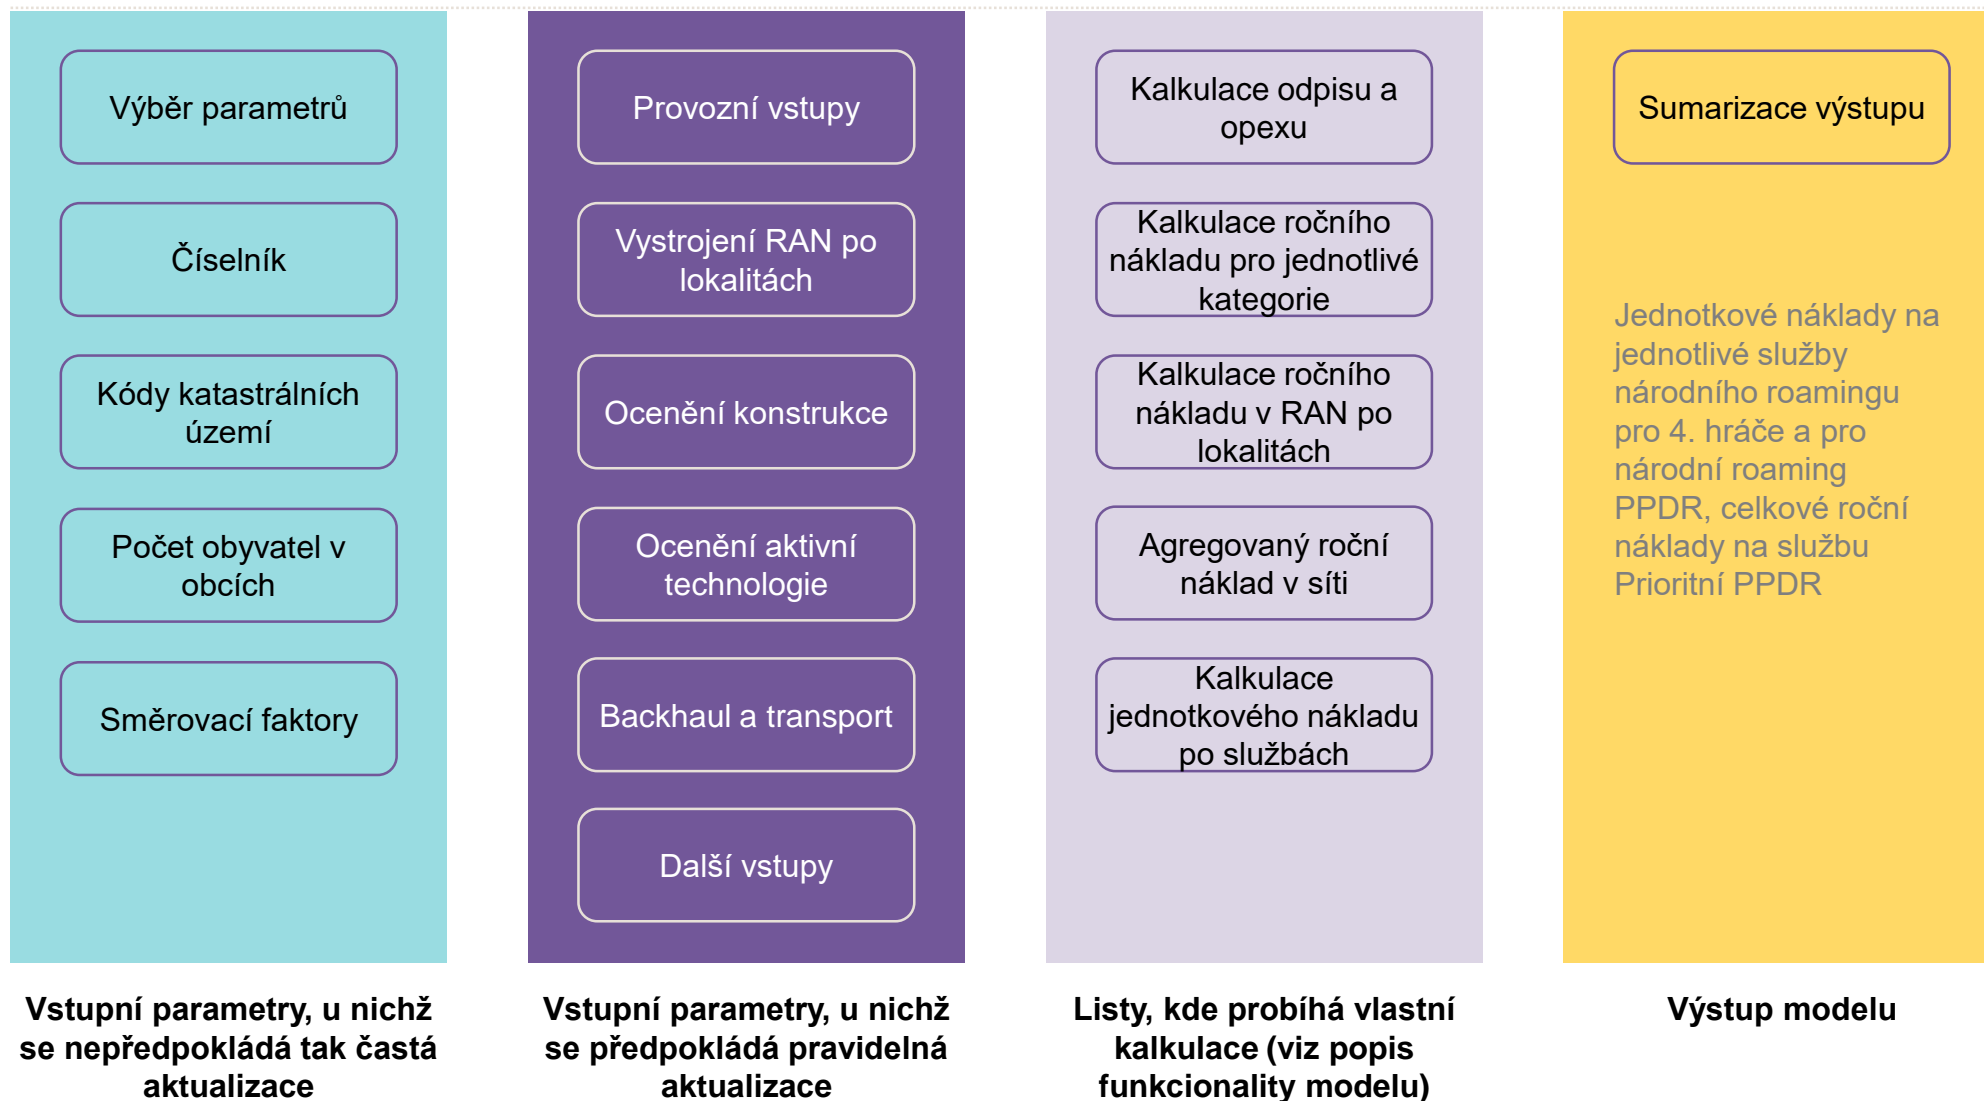 Výběr parametrů
Číselník
Kódy katastrálních
území
Počet obyvatel v
obcích
Směrovací faktory
Vstupní parametry, u nichž
se nepředpokládá tak častá
aktualizace
Provozní vstupy
Vystrojení RAN po
lokalitách
Ocenění konstrukce
Ocenění aktivní
technologie
Backhaul a transport
Další vstupy
Vstupní parametry, u nichž
se předpokládá pravidelná
aktualizace
Kalkulace odpisu a
opexu
Kalkulace ročního
nákladu pro jednotlivé
kategorie
Kalkulace ročního
nákladu v RAN po
lokalitách
Agregovaný roční
náklad v síti
Kalkulace
jednotkového nákladu
po službách
Listy, kde probíhá vlastní
kalkulace (viz popis
funkcionality modelu)
Sumarizace výstupu
Jednotkové náklady na
jednotlivé služby
národního roamingu
pro 4. hráče a pro
národní roaming
PPDR, celkové roční
náklady na službu
Prioritní PPDR
Výstup modelu